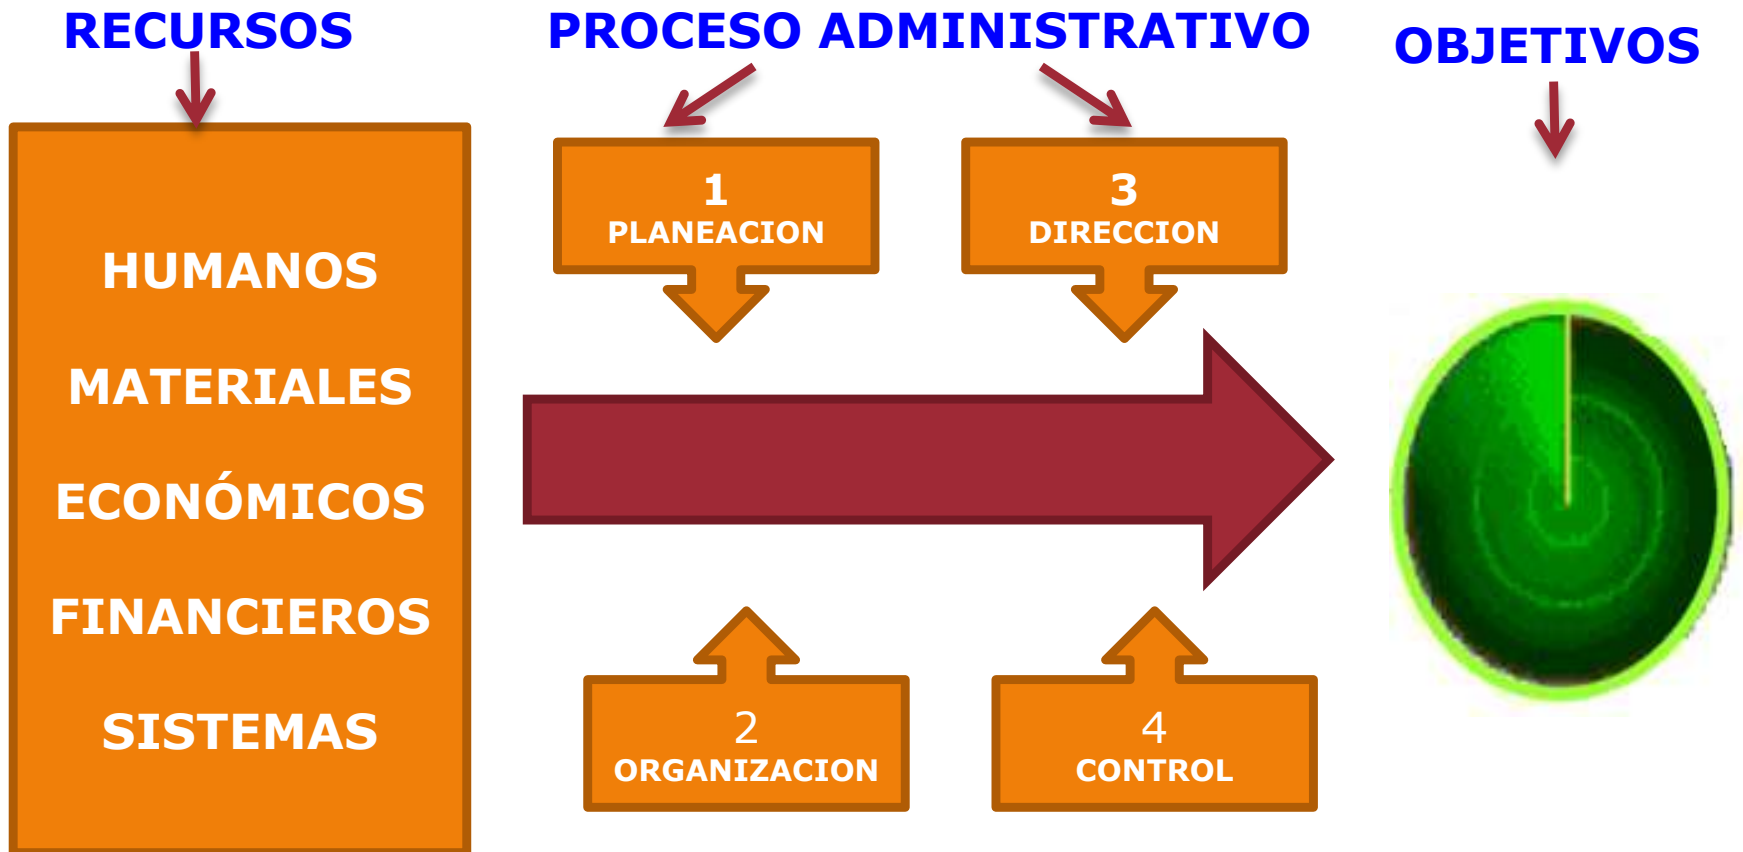 RECURSOS
HUMANOS
MATERIALES
ECONÓMICOS
FINANCIEROS
SISTEMAS
PROCESO ADMINISTRATIVO
1
PLANEACION
3
DIRECCION
2
ORGANIZACION
4
CONTROL
OBJETIVOS